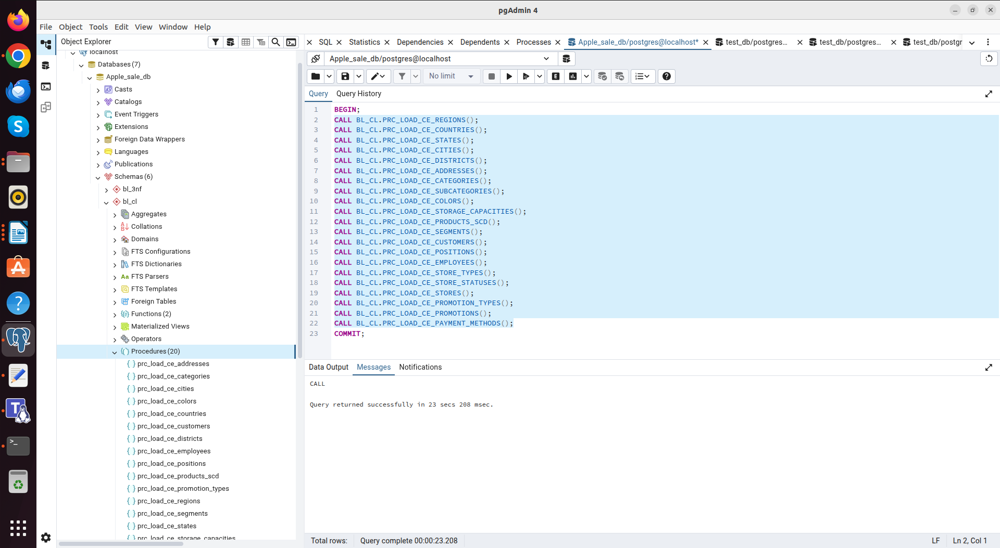 pgAdmin 4
File Object Tools Edit View Window Help
Object Explorer
localhost
Databases (7)
Apple_sale_db
Casts
Catalogs
Event Triggers
Extensions
Foreign Data Wrappers
Languages
Publications
Schemas (6)
bl_3nf
bl_cl
Aggregates
Collations
Domains
FTS Configurations
FTS Dictionaries
Aa FTS Parsers
FTS Templates
Foreign Tables
Functions (2)
Materialized Views
Operators
Procedures (20)
prc_load_ce_addresses
prc_load_ce_categories
prc_load_ce_cities
prc_load_ce_colors
prc_load_ce_countries
prc_load_ce_customers
prc_load_ce_districts
prc_load_ce_employees
prc_load_ce_positions
prc_load_ce_products_scd
prc_load_ce_promotion_types
prc_load_ce_regions
prc_load_ce_segments
prc_load_ce_states
prc_load_ce_storage_capacities
SQL Statistics Dependencies Dependents Processes Apple_sale_db/postgres@localhost* test_db/postgres... test_db/postgres... test_db/postgr
Apple_sale_db/postgres@localhost
No limit
Query Query History
1 BEGIN;
2 CALL BL_CL.PRC_LOAD_CE_REGIONS();
3 CALL BL_CL.PRC_LOAD_CE_COUNTRIES();
4 CALL BL_CL.PRC_LOAD_CE_STATES();
5 CALL BL_CL.PRC_LOAD_CE_CITIES();
6 CALL BL_CL.PRC_LOAD_CE_DISTRICTS();
7 CALL BL_CL.PRC_LOAD_CE_ADDRESSES();
8 CALL BL_CL.PRC_LOAD_CE_CATEGORIES();
9 CALL BL_CL.PRC_LOAD_CE_SUBCATEGORIES();
10 CALL BL_CL.PRC_LOAD_CE_COLORS();
11 CALL BL_CL.PRC_LOAD_CE_STORAGE_CAPACITIES();
12 CALL BL_CL.PRC_LOAD_CE_PRODUCTS_SCD();
13 CALL BL_CL.PRC_LOAD_CE_SEGMENTS();
14 CALL BL_CL.PRC_LOAD_CE_CUSTOMERS();
15 CALL BL_CL.PRC_LOAD_CE_POSITIONS();
16 CALL BL_CL.PRC_LOAD_CE_EMPLOYEES();
17 CALL BL_CL.PRC_LOAD_CE_STORE_TYPES();
18 CALL BL_CL.PRC_LOAD_CE_STORE_STATUSES();
19 CALL BL_CL.PRC_LOAD_CE_STORES();
20 CALL BL_CL.PRC_LOAD_CE_PROMOTION_TYPES();
21 CALL BL_CL.PRC_LOAD_CE_PROMOTIONS();
22 CALL BL_CL.PRC_LOAD_CE_PAYMENT_METHODS();
23 COMMIT;
Data Output Messages Notifications
CALL
Query returned successfully in 23 secs 208 msec.
Total rows: Query complete 00:00:23.208 LF Ln 2, Col 1